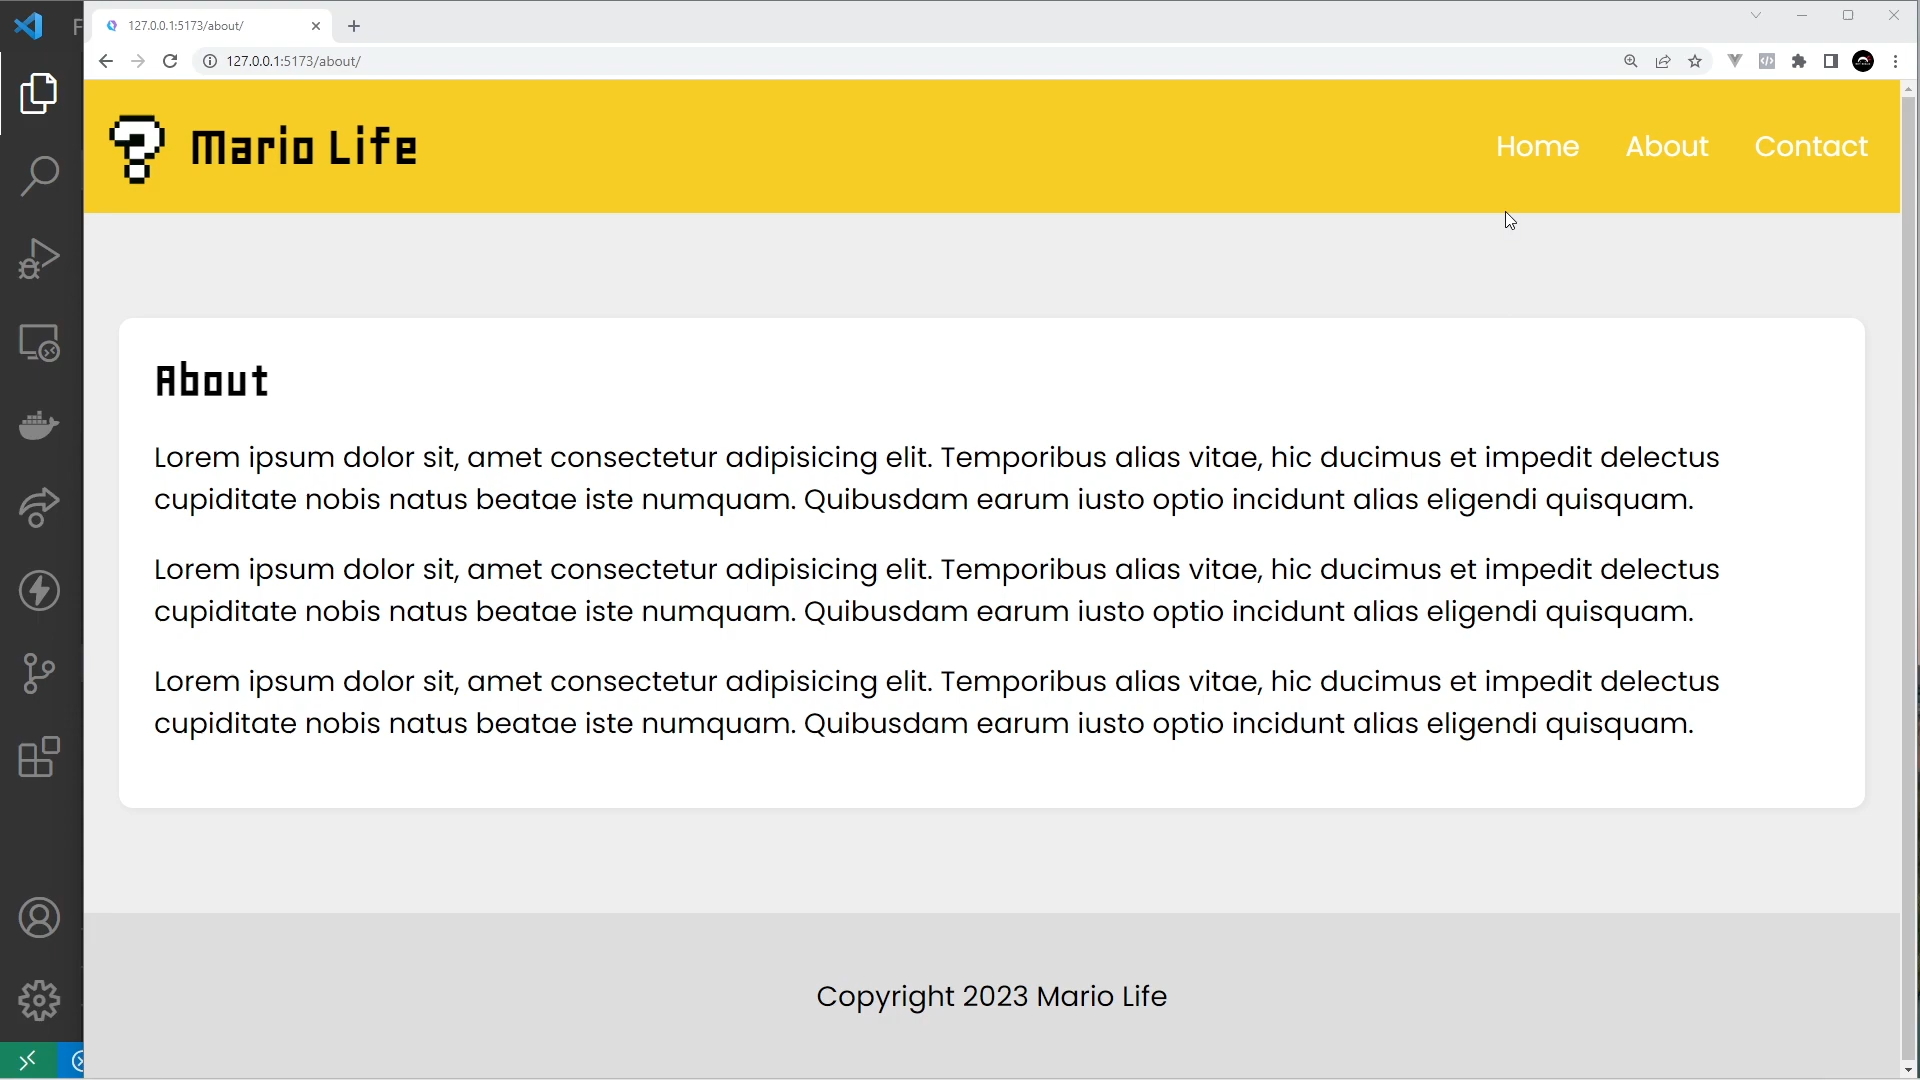 F
127.0.0.1:5173/about/
127.0.0.1:5173/about/
? Mario Life
Home About Contact
About
Lorem ipsum dolor sit, amet consectetur adipisicing elit. Temporibus alias vitae, hic ducimus et impedit delectus
cupiditate nobis natus beatae iste numquam. Quibusdam earum iusto optio incidunt alias eligendi quisquam.
Lorem ipsum dolor sit, amet consectetur adipisicing elit. Temporibus alias vitae, hic ducimus et impedit delectus
cupiditate nobis natus beatae iste numquam. Quibusdam earum iusto optio incidunt alias eligendi quisquam.
Lorem ipsum dolor sit, amet consectetur adipisicing elit. Temporibus alias vitae, hic ducimus et impedit delectus
cupiditate nobis natus beatae iste numquam. Quibusdam earum iusto optio incidunt alias eligendi quisquam.
Copyright 2023 Mario Life